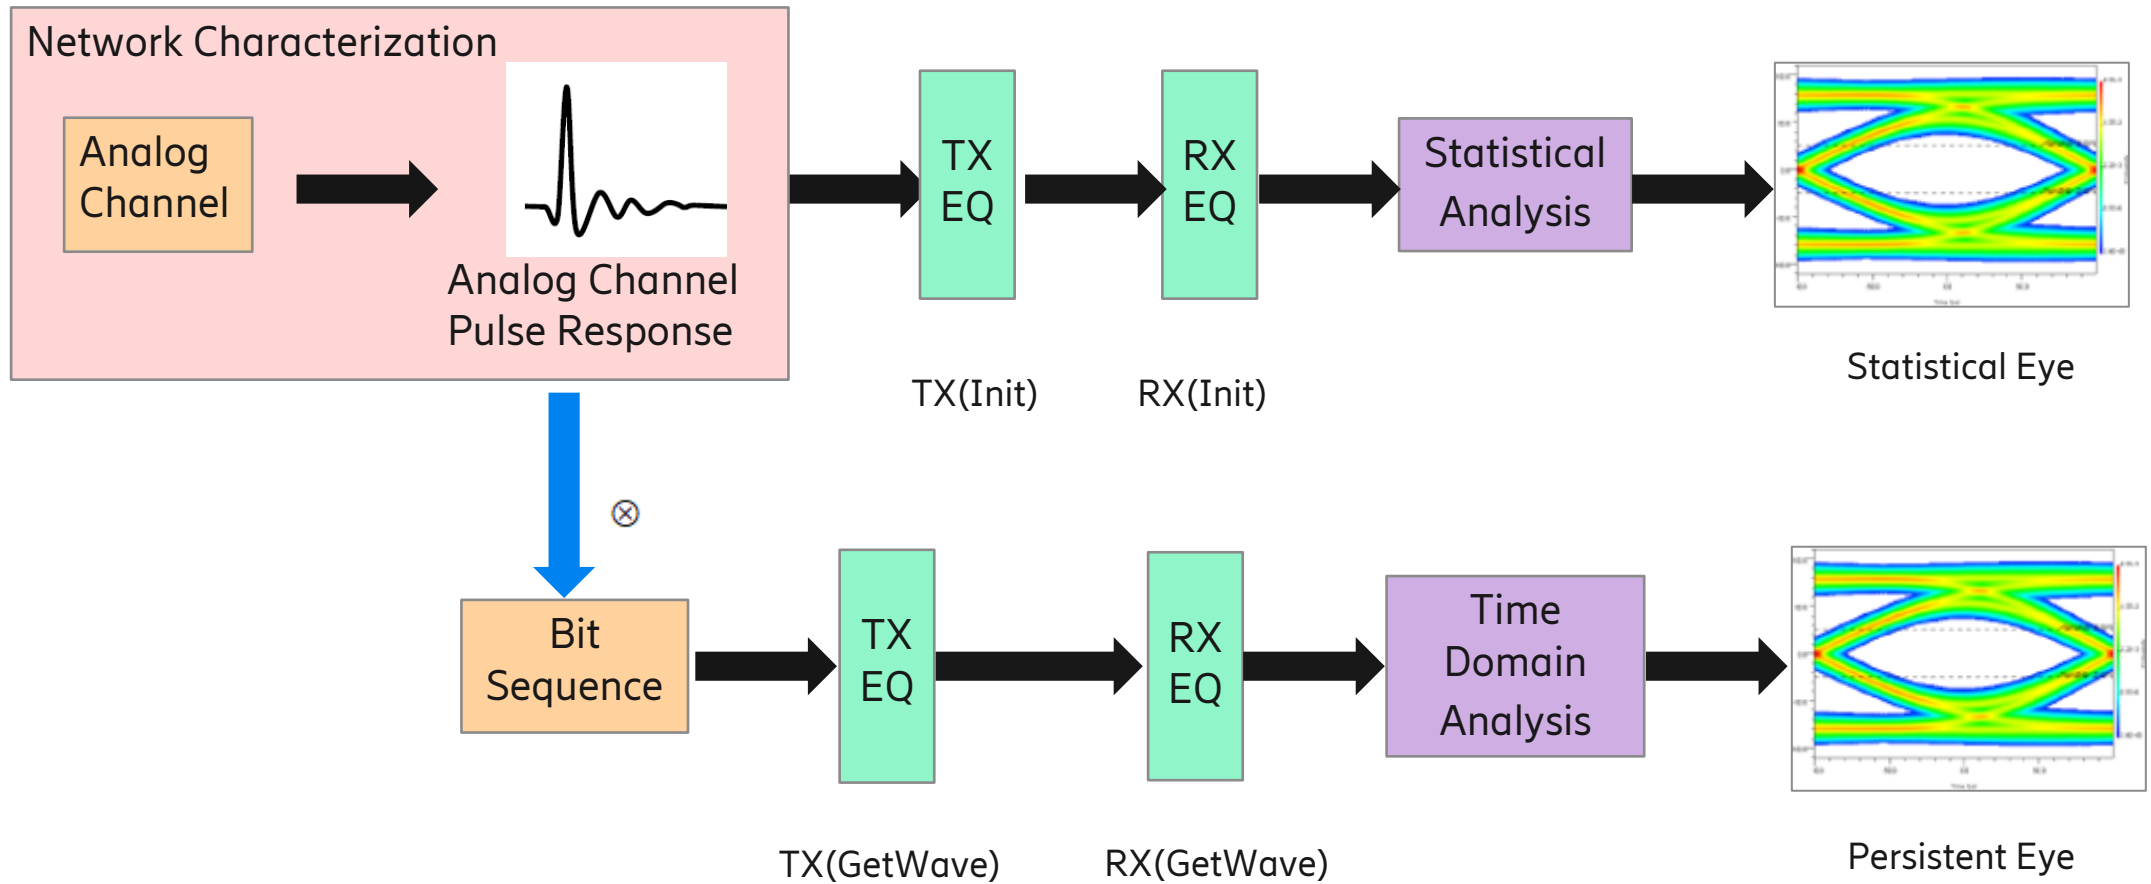 Network Characterization
Analog
Channel
Analog Channel
Pulse Response
TX
EQ
RX
EQ
Statistical
Analysis
TX(Init)
RX(Init)
Statistical Eye
⊗
Bit
Sequence
TX
EQ
RX
EQ
Time
Domain
Analysis
TX(GetWave)
RX(GetWave)
Persistent Eye